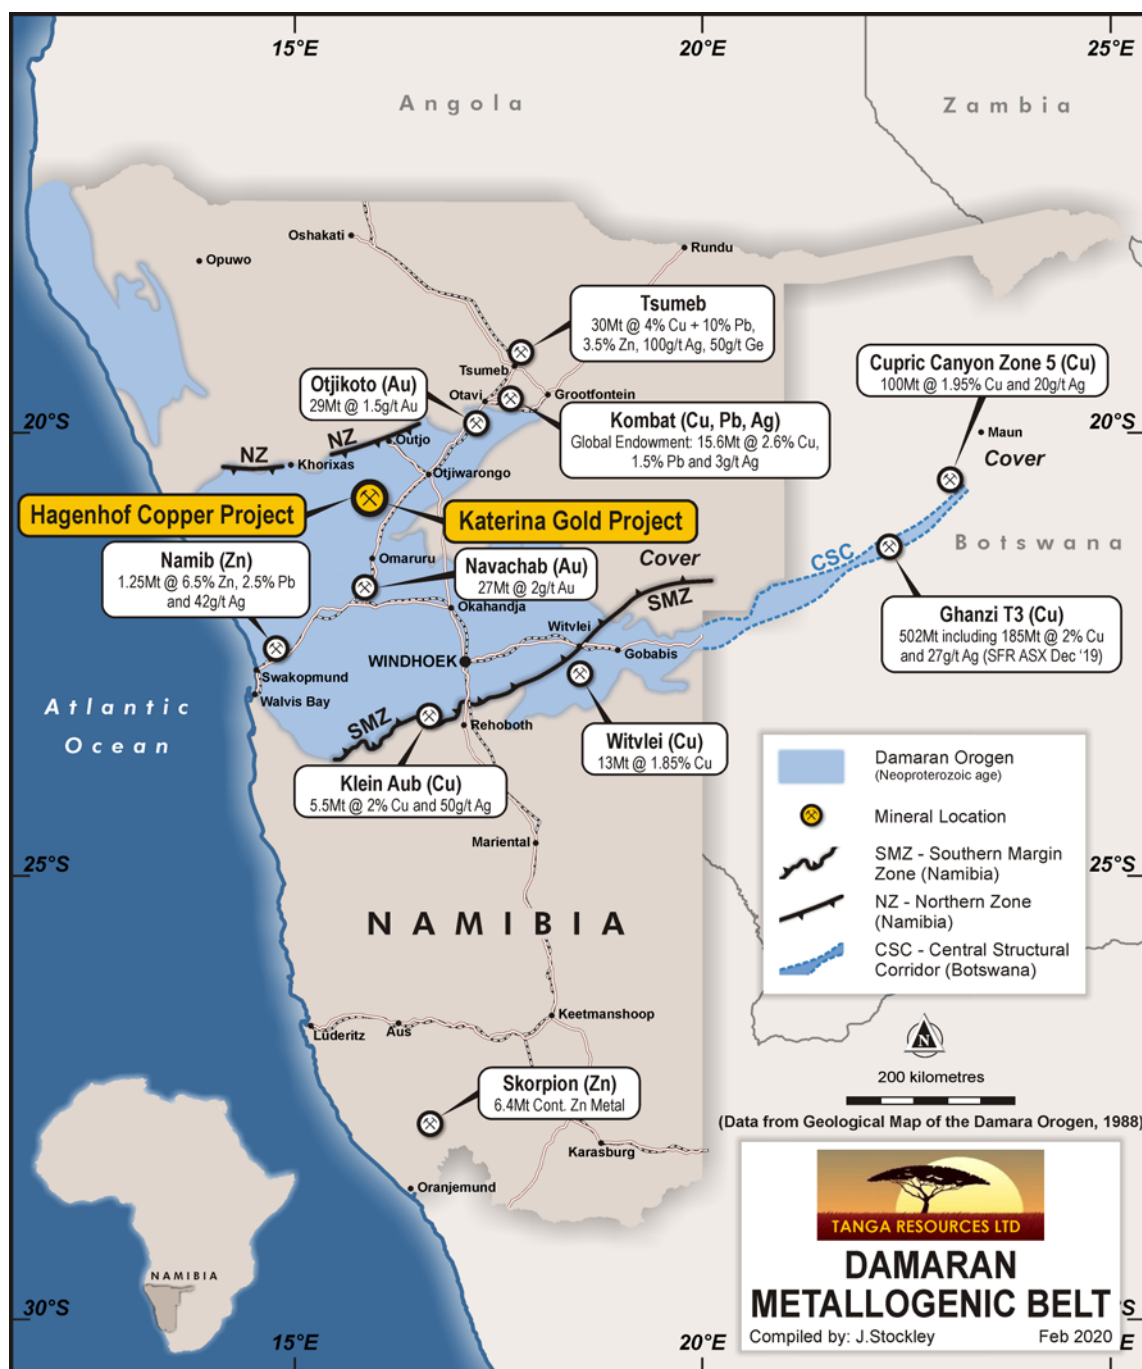 15°E
20°E
25°E
Angola
Zambia
Oshakati
Opuwo
Rundu
Tsumeb
30Mt @ 4% Cu + 10% Pb,
3.5% Zn, 100g/t Ag, 50g/t Ge
Cupric Canyon Zone 5 (Cu)
100Mt @ 1.95% Cu and 20g/t Ag
Tsumeb
Otjikoto (Au)
29Mt @ 1.5g/t Au
Otavi
Grootfontein
20°S
20°S
Kombat (Cu, Pb, Ag)
Global Endowment: 15.6Mt @ 2.6% Cu,
1.5% Pb and 3g/t Ag
Maun
Cover
NZ
NZ
Outjo
Khorixas
Otjiwarongo
Hagenhof Copper Project
Katerina Gold Project
Namib (Zn)
1.25Mt @ 6.5% Zn, 2.5% Pb
and 42g/t Ag
Omaruru
Navachab (Au)
27Mt @ 2g/t Au
Cover
SMZ
CSC
Botswana
Okahandja
Witvlei
Ghanzi T3 (Cu)
502Mt including 185Mt @ 2% Cu
and 27g/t Ag (SFR ASX Dec ‘19)
WINDHOEK
Gobabis
Swakopmund
Walvis Bay
Atlantic
Ocean
SMZ
Rehoboth
Witvlei (Cu)
13Mt @ 1.85% Cu
Klein Aub (Cu)
5.5Mt @ 2% Cu and 50g/t Ag
Mariental
Damaran Orogen
(Neoproterozoic age)
Mineral Location
SMZ - Southern Margin
Zone (Namibia)
NZ - Northern Zone
(Namibia)
CSC - Central Structural
Corridor (Botswana)
25°S
25°S
NAMIBIA
Keetmanshoop
Lüderitz
Aus
N
200 kilometres
(Data from Geological Map of the Damara Orogen, 1988)
Skorpion (Zn)
6.4Mt Cont. Zn Metal
Karasburg
Oranjemund
NAMIBIA
TANGA RESOURCES LTD
DAMARAN
METALLOGENIC BELT
Compiled by: J.Stockley
Feb 2020
30°S
30°S
15°E
20°E
25°E